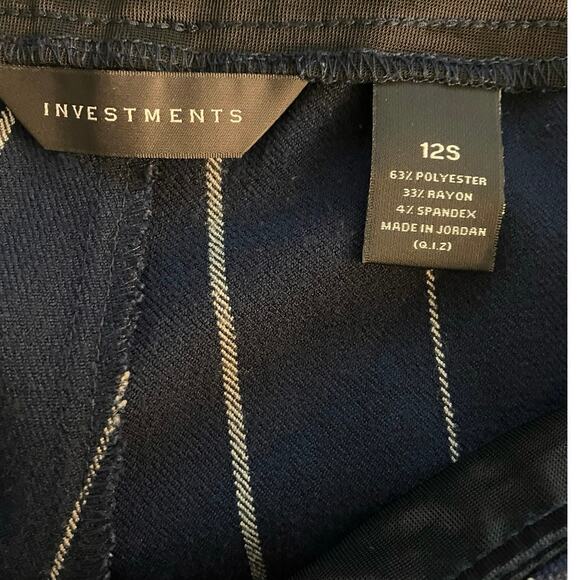 INVESTMENTS
12S
63% POLYESTER
33% RAYON
4% SPANDEX
MADE IN JORDAN
(Q.I.Z)